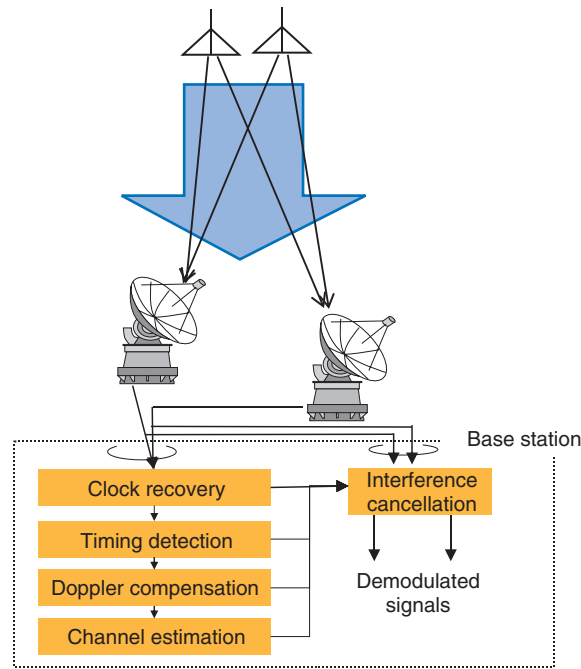 Base station
Clock recovery
Interference
cancellation
Timing detection
Doppler compensation
Demodulated
signals
Channel estimation